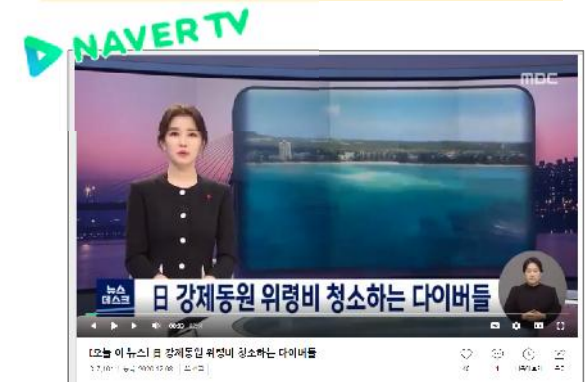 NAVER TV
MBC
뉴스
데스크
日 강제동원 위령비 청소하는 다이버들
[오늘 이 뉴스] 日 강제동원 위령비 청소하는 다이버들
1